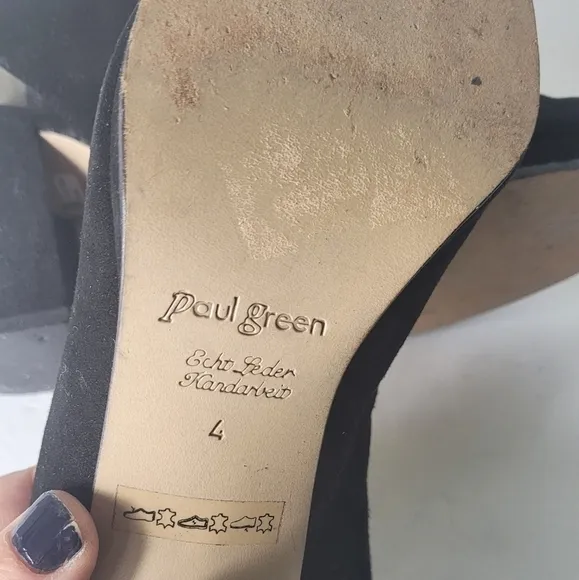 Paul green
Echt Leder
Handarbeit
4